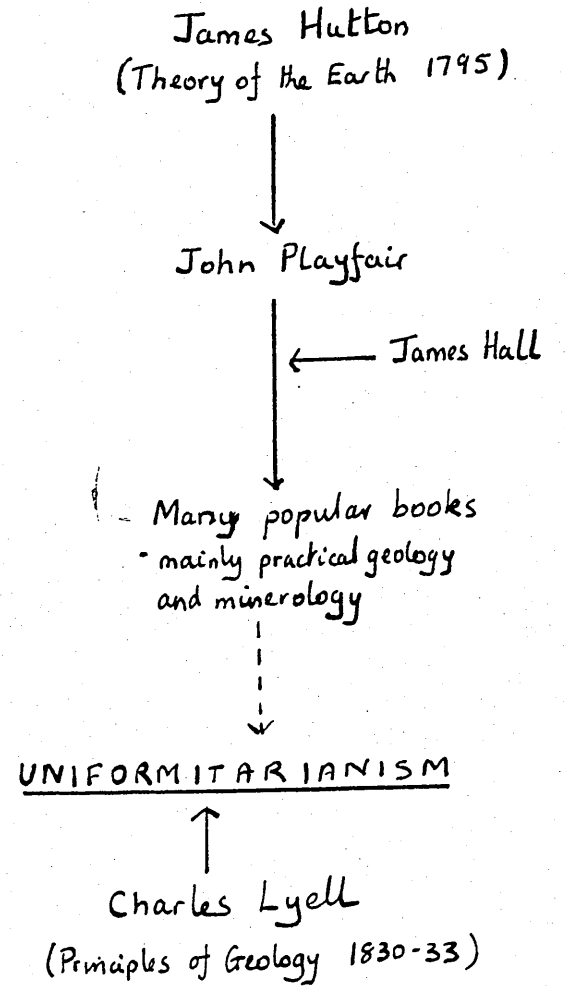 James Hutton
(Theory of the Earth 1795)
John Playfair
James Hall
- Many popular books
- mainly practical geology
and minerology
UNIFORMITARIANISM
Charles Lyell
(Principles of Geology 1830-33)